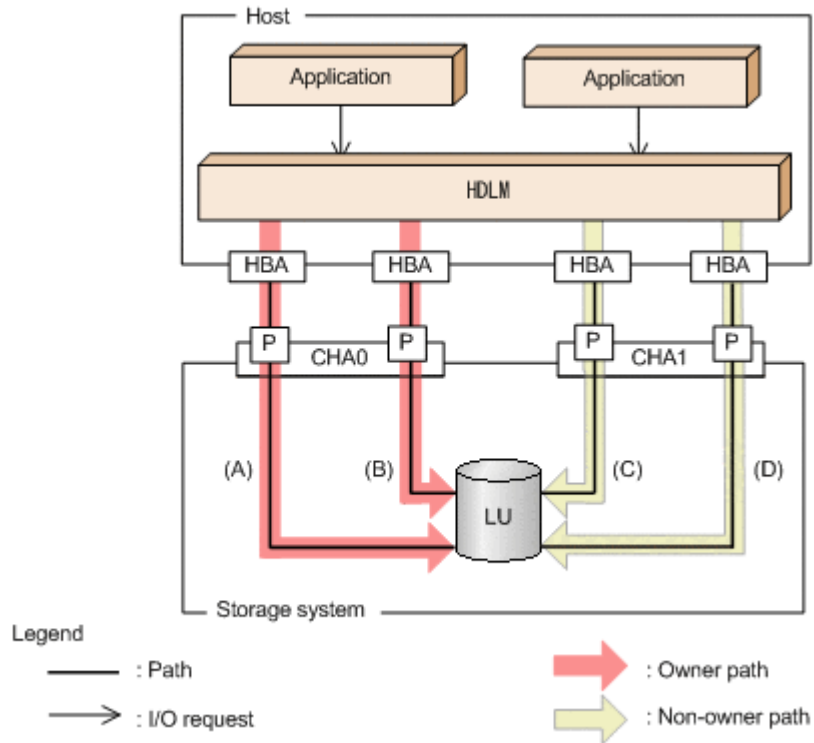 Host
Application Application
HDLM
HBA HBA HBA HBA
P P P P
CHA0 CHA1
(A) (B) (C) (D)
LU
Storage system
Legend
: Path : Owner path
: I/O request : Non-owner path